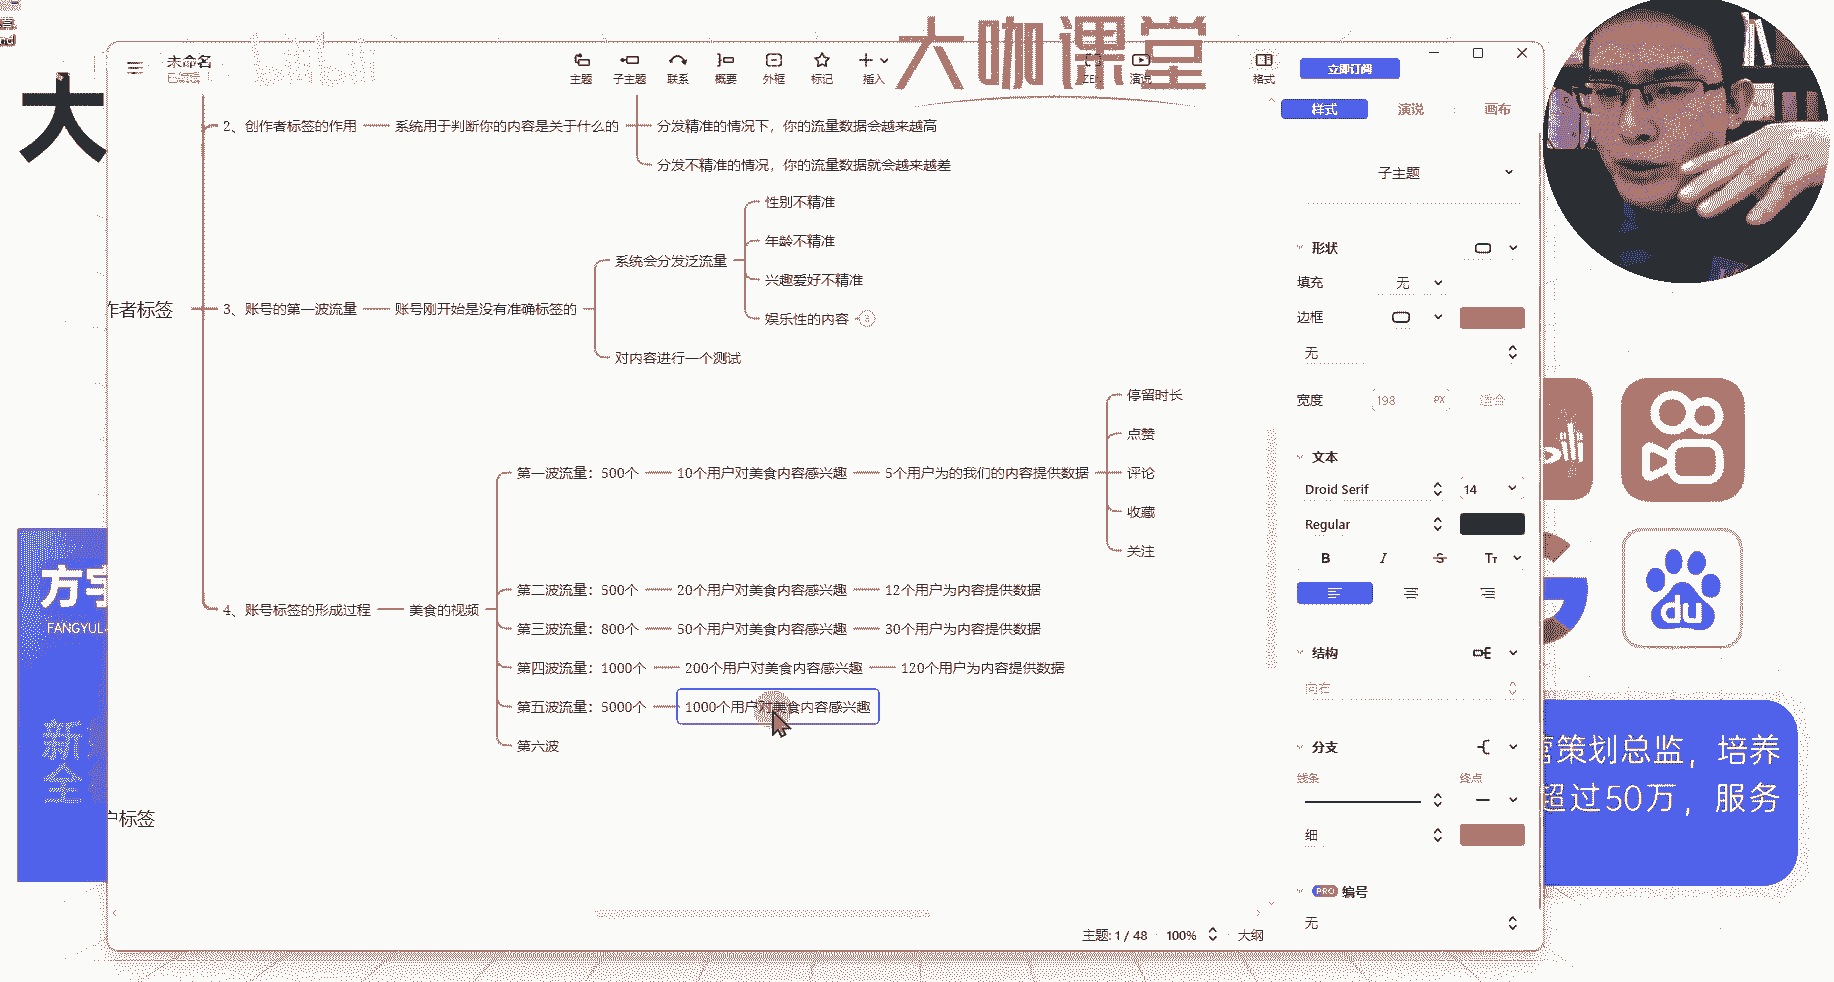 大咖课堂
大
未命名
主题
子主题
联系
概要
外框
标记
插入
ZEN
演说
格式
立即订阅
样式
演说
画布
2、创作者标签的作用
系统用于判断你的内容是关于什么的
分发精准的情况下，你的流量数据会越来越高
分发不精准的情况，你的流量数据就会越来越差
作者标签
3、账号的第一波流量
账号刚开始是没有准确标签的
系统会分发泛流量
性别不精准
年龄不精准
兴趣爱好不精准
娱乐性的内容
对内容进行一个测试
4、账号标签的形成过程
美食的视频
第一波流量：500个
10个用户对美食内容感兴趣
5个用户为的我们的内容提供数据
停留时长
点赞
评论
收藏
关注
第二波流量：500个
20个用户对美食内容感兴趣
12个用户为内容提供数据
第三波流量：800个
50个用户对美食内容感兴趣
30个用户为内容提供数据
第四波流量：1000个
200个用户对美食内容感兴趣
120个用户为内容提供数据
第五波流量：5000个
1000个用户对美食内容感兴趣
第六波
户标签
子主题
形状
填充
无
边框
无
宽度
198
PX
文本
Droid Serif
14
Regular
B
I
S
TT
结构
向右
分支
线条
终点
细
PRO
编号
无
主题: 1 / 48
100%
大纲
方宇
FANGYU
新
全
du
营策划总监，培养
超过50万，服务